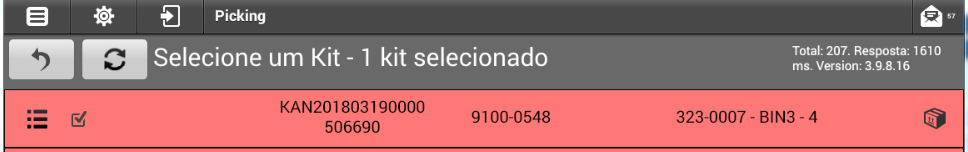 Picking
57
Selecione um Kit - 1 kit selecionado
Total: 207. Resposta: 1610
ms. Version: 3.9.8.16
KAN201803190000
506690
9100-0548
323-0007 - BIN3 - 4